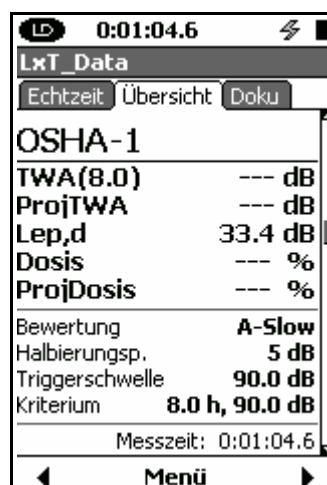 LD 0:01:04.6
LxT_Data
Echtzeit Übersicht Doku
OSHA-1
TWA(8.0) --- dB
ProjTWA --- dB
Lep,d 33.4 dB
Dosis --- %
ProjDosis --- %
Bewertung A-Slow
Halbierungsp. 5 dB
Triggerschwelle 90.0 dB
Kriterium 8.0 h, 90.0 dB
Messzeit: 0:01:04.6
Menü